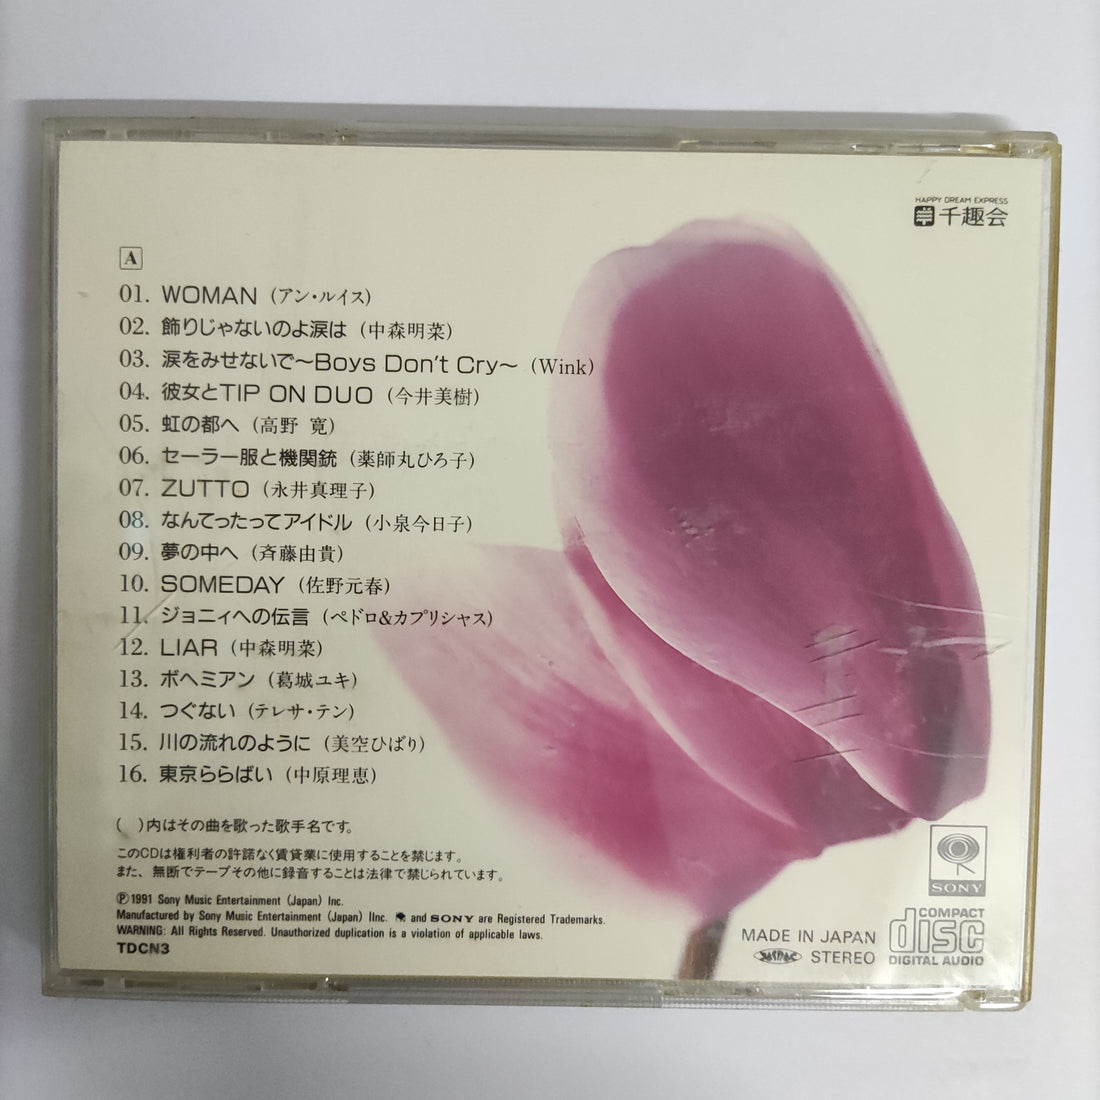 HAPPY DREAM EXPRESS
千趣会
A
01. WOMAN (アン・ルイス)
02. 飾りじゃないのよ涙は (中森明菜)
03. 涙をみせないで〜Boys Don't Cry〜 (Wink)
04. 彼女とTIP ON DUO (今井美樹)
05. 虹の都へ (高野 寛)
06. セーラー服と機関銃 (薬師丸ひろ子)
07. ZUTTO (永井真理子)
08. なんてったってアイドル (小泉今日子)
09. 夢の中へ (斉藤由貴)
10. SOMEDAY (佐野元春)
11. ジョニィへの伝言 (ペドロ&カプリシャス)
12. LIAR (中森明菜)
13. ボヘミアン (葛城ユキ)
14. つぐない (テレサ・テン)
15. 川の流れのように (美空ひばり)
16. 東京ららばい (中原理恵)
( )内はその曲を歌った歌手名です。
このCDは権利者の許諾なく賃貸業に使用することを禁じます。
また、無断でテープその他に録音することは法律で禁じられています。
Ⓟ1991 Sony Music Entertainment (Japan) Inc.
Manufactured by Sony Music Entertainment (Japan) IInc. and SONY are Registered Trademarks.
WARNING: All Rights Reserved. Unauthorized duplication is a violation of applicable laws.
TDCN3
SONY
MADE IN JAPAN
STEREO
COMPACT
disc
DIGITAL AUDIO